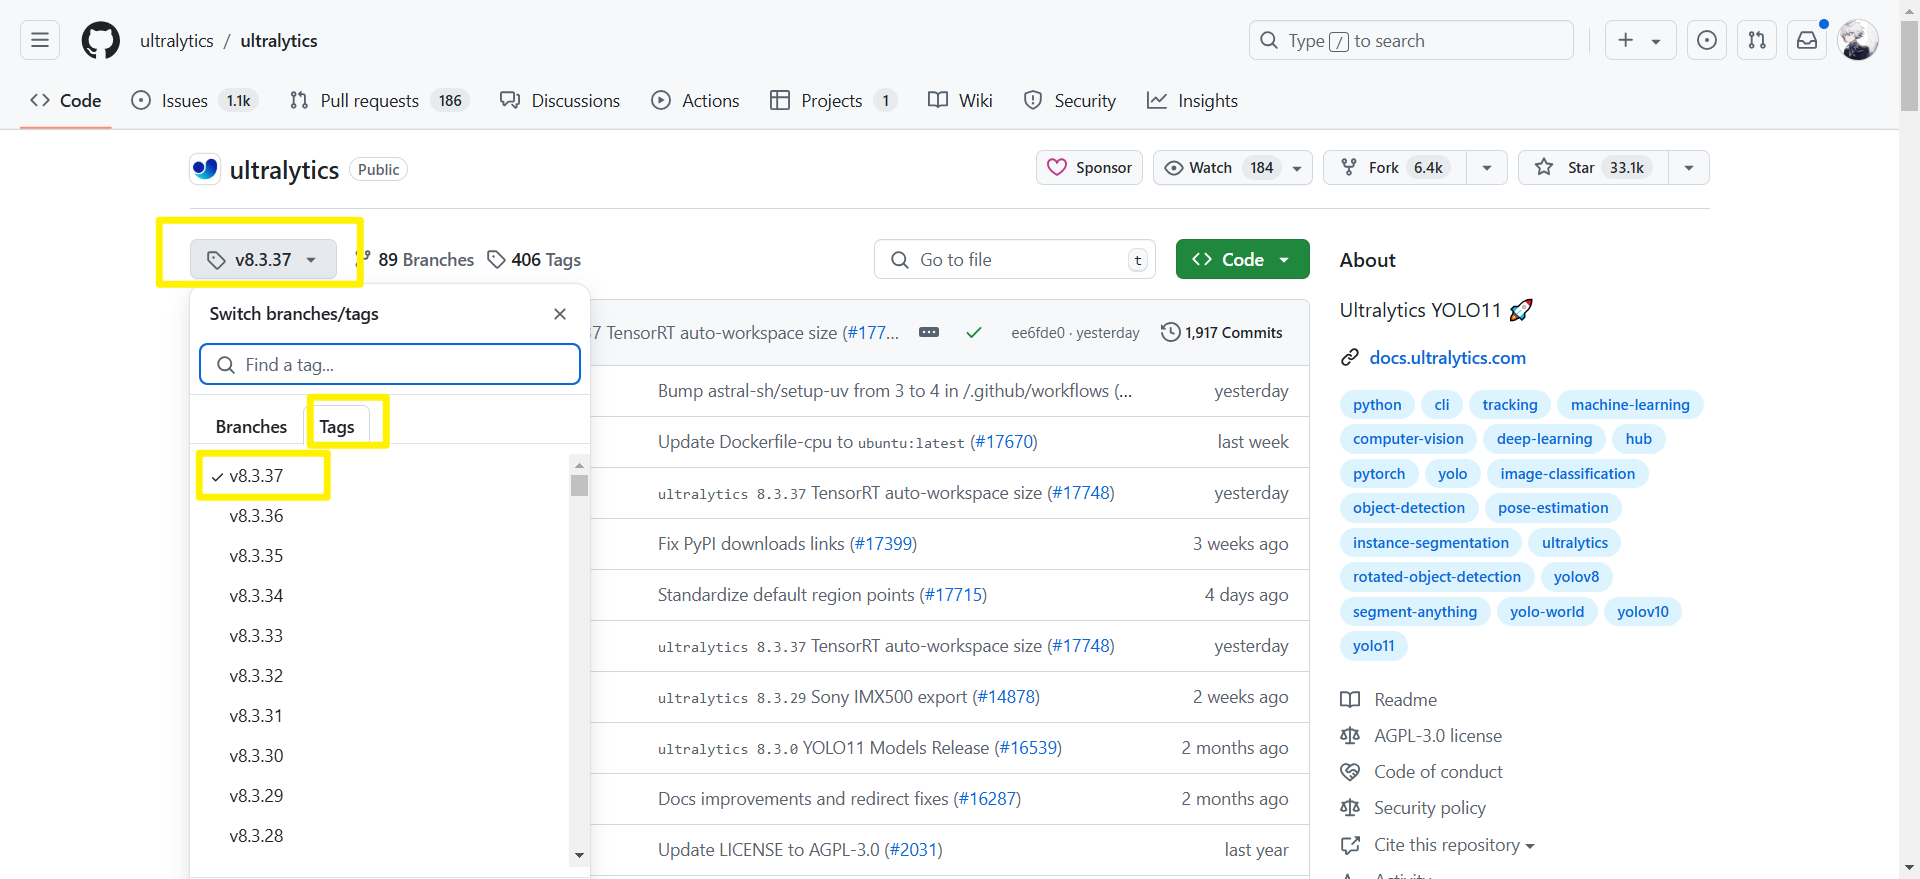 ultralytics / ultralytics
Type / to search
Code
Issues 1.1k
Pull requests 186
Discussions
Actions
Projects 1
Wiki
Security
Insights
ultralytics Public
Sponsor
Watch 184
Fork 6.4k
Star 33.1k
v8.3.37
89 Branches
406 Tags
Go to file t
Code
Switch branches/tags
Find a tag...
Branches
Tags
v8.3.37
v8.3.36
v8.3.35
v8.3.34
v8.3.33
v8.3.32
v8.3.31
v8.3.30
v8.3.29
v8.3.28
7 TensorRT auto-workspace size (#177... ee6fde0 · yesterday 1,917 Commits
Bump astral-sh/setup-uv from 3 to 4 in /.github/workflows (... yesterday
Update Dockerfile-cpu to ubuntu:latest (#17670) last week
ultralytics 8.3.37 TensorRT auto-workspace size (#17748) yesterday
Fix PyPI downloads links (#17399) 3 weeks ago
Standardize default region points (#17715) 4 days ago
ultralytics 8.3.37 TensorRT auto-workspace size (#17748) yesterday
ultralytics 8.3.29 Sony IMX500 export (#14878) 2 weeks ago
ultralytics 8.3.0 YOLO11 Models Release (#16539) 2 months ago
Docs improvements and redirect fixes (#16287) 2 months ago
Update LICENSE to AGPL-3.0 (#2031) last year
About
Ultralytics YOLO11 🚀
docs.ultralytics.com
python cli tracking machine-learning
computer-vision deep-learning hub
pytorch yolo image-classification
object-detection pose-estimation
instance-segmentation ultralytics
rotated-object-detection yolov8
segment-anything yolo-world yolov10
yolo11
Readme
AGPL-3.0 license
Code of conduct
Security policy
Cite this repository
Activity